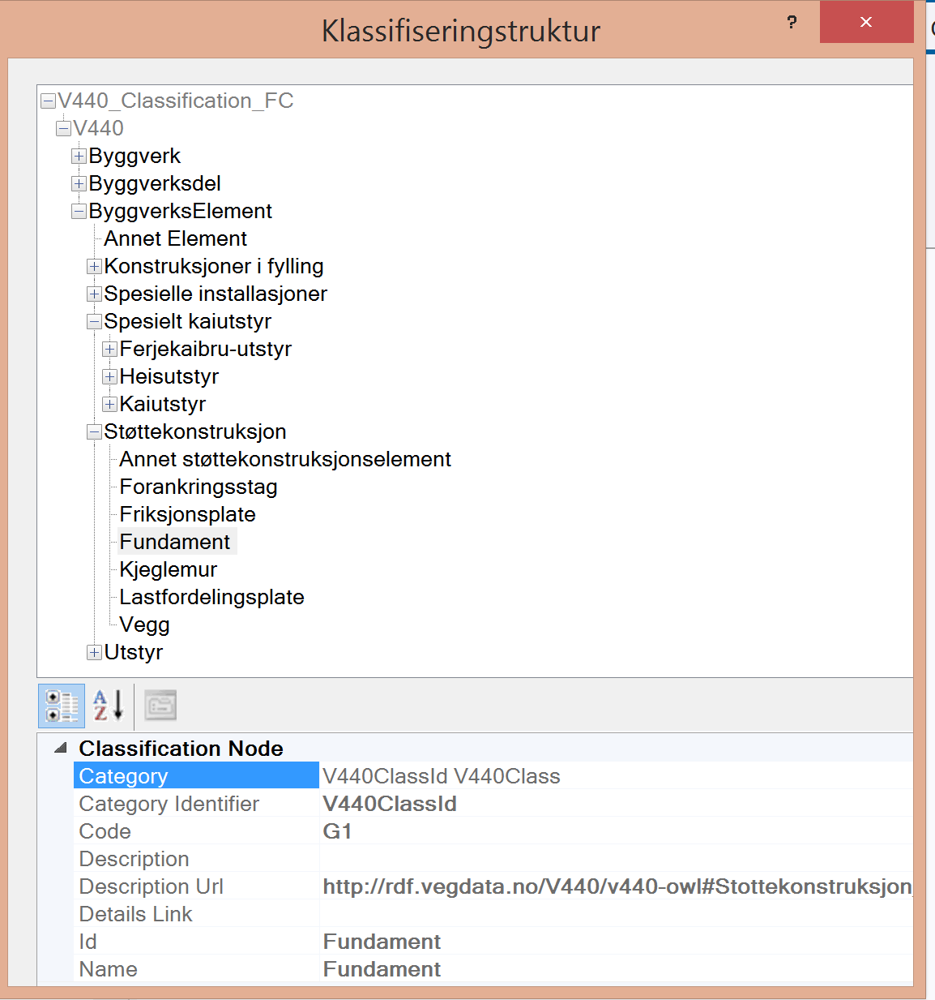 Klassifiseringstruktur
?
V440_Classification_FC
V440
Byggverk
Byggverksdel
ByggverksElement
Annet Element
Konstruksjoner i fylling
Spesielle installasjoner
Spesielt kaiutstyr
Ferjekaibru-utstyr
Heisutstyr
Kaiutstyr
Støttekonstruksjon
Annet støttekonstruksjonselement
Forankringsstag
Friksjonsplate
Fundament
Kjeglemur
Lastfordelingsplate
Vegg
Utstyr
Classification Node
Category V440ClassId V440Class
Category Identifier V440ClassId
Code G1
Description
Description Url http://rdf.vegdata.no/V440/v440-owl#Stottekonstruksjon_
Details Link
Id Fundament
Name Fundament